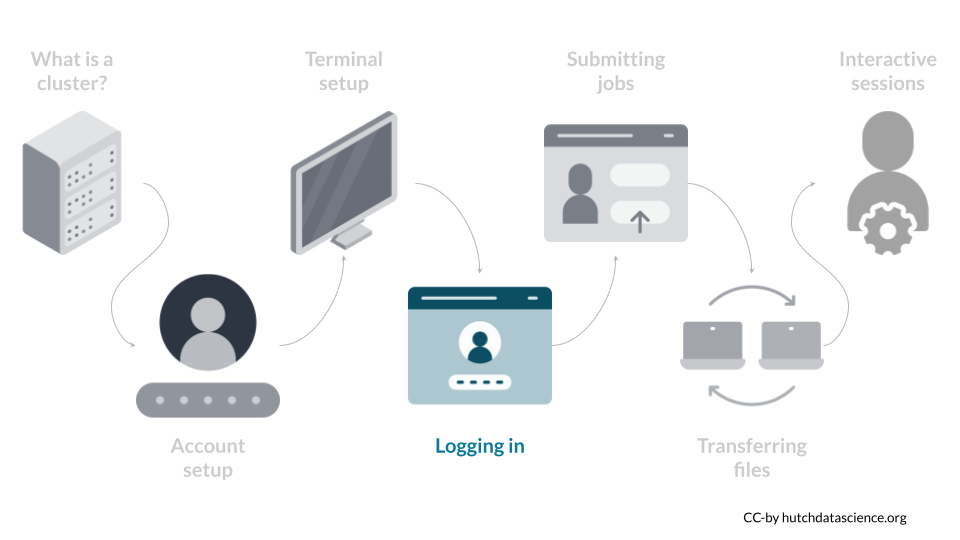 What is a
cluster?
Terminal
setup
Submitting
jobs
Interactive
sessions
Account
setup
Logging in
Transferring
files
CC-by hutchdatascience.org